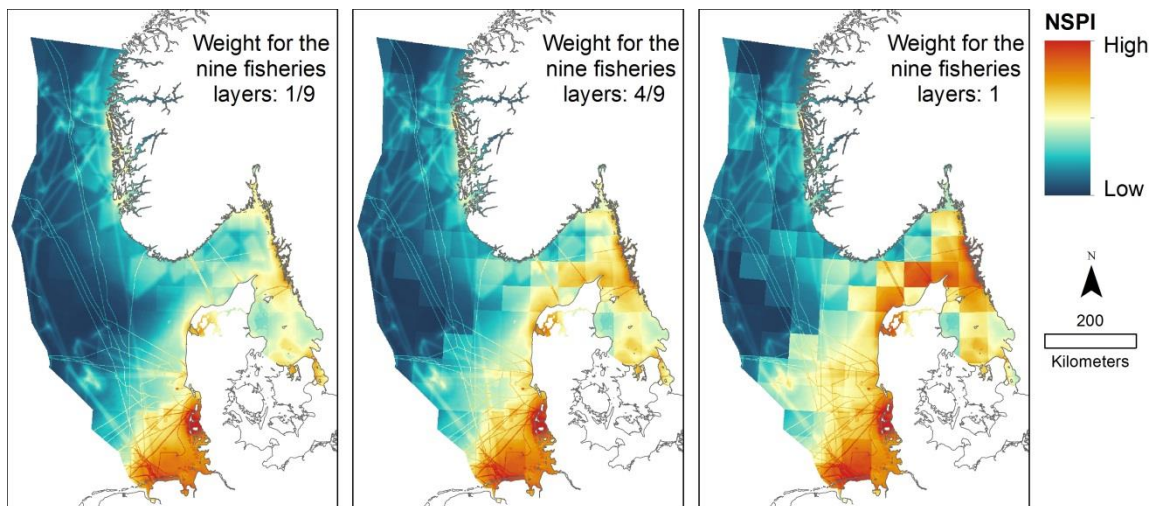 Weight for the
nine fisheries
layers: 1/9
Weight for the
nine fisheries
layers: 4/9
Weight for the
nine fisheries
layers: 1
NSPI
High
Low
N
200
Kilometers